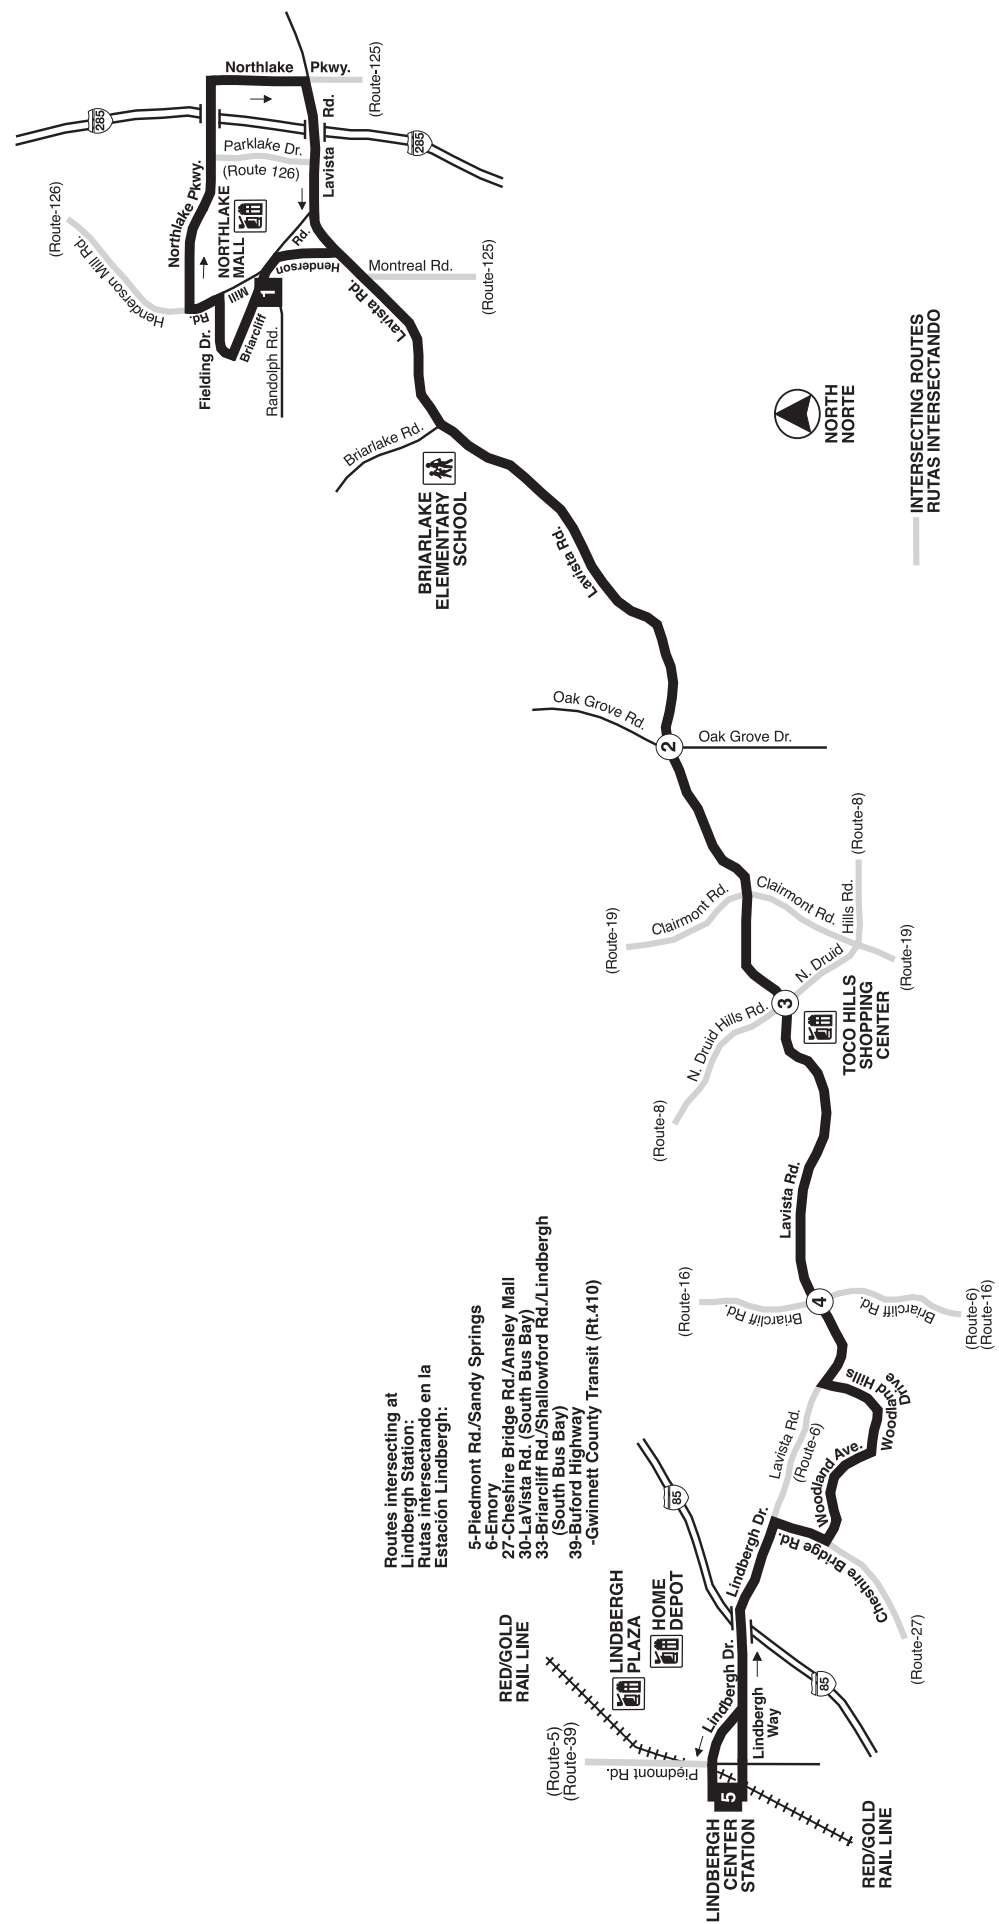 Northlake Pkwy.
(Route-125)
285
285
Lavista Rd.
Parklake Dr.
(Route 126)
Northlake Pkwy.
NORTHLAKE
MALL
(Route-126)
Henderson Mill Rd.
Henderson
Mill
Rd.
Rd.
1
Fielding Dr.
Briarcliff
Randolph Rd.
Montreal Rd.
(Route-125)
Lavista Rd.
Briarlake Rd.
BRIARLAKE
ELEMENTARY
SCHOOL
NORTH
NORTE
INTERSECTING ROUTES
RUTAS INTERSECTANDO
Lavista Rd.
Oak Grove Rd.
2
Oak Grove Dr.
(Route-19)
Clairmont Rd.
Clairmont Rd.
(Route-8)
N. Druid Hills Rd.
(Route-19)
3
N. Druid Hills Rd.
(Route-8)
TOCO HILLS
SHOPPING
CENTER
Lavista Rd.
(Route-16)
Briarcliff Rd.
4
Briarcliff Rd.
(Route-6)
(Route-16)
Routes intersecting at
Lindbergh Station:
Rutas intersectando en la
Estación Lindbergh:
5-Piedmont Rd./Sandy Springs
6-Emory
27-Cheshire Bridge Rd./Ansley Mall
30-LaVista Rd. (South Bus Bay)
33-Briarcliff Rd./Shallowford Rd./Lindbergh
(South Bus Bay)
39-Buford Highway
-Gwinnett County Transit (Rt.410)
Lavista Rd.
(Route-6)
Woodland Hills
Drive
Woodland Ave.
Cheshire Bridge Rd.
(Route-27)
Lindbergh Dr.
85
85
HOME
DEPOT
LINDBERGH
PLAZA
RED/GOLD
RAIL LINE
Lindbergh Dr.
Lindbergh
Way
(Route-5)
(Route-39)
Piedmont Rd.
5
LINDBERGH
CENTER
STATION
RED/GOLD
RAIL LINE